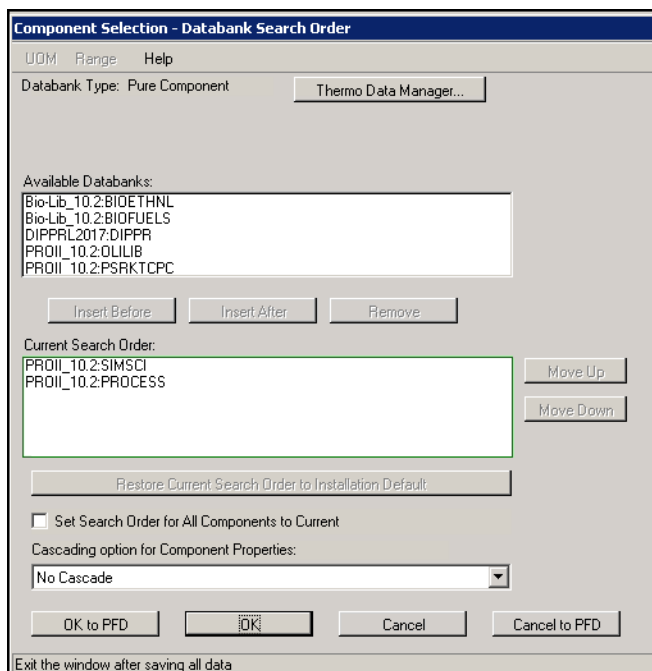 Component Selection - Databank Search Order
UOM Range Help
Databank Type: Pure Component Thermo Data Manager...
Available Databanks:
Bio-Lib_10.2:BIOETHNL
Bio-Lib_10.2:BIOFUELS
DIPPRL2017:DIPPR
PROII_10.2:OLILIB
PROII_10.2:PSRKTCPC
Insert Before Insert After Remove
Current Search Order:
PROII_10.2:SIMSCI
PROII_10.2:PROCESS
Move Up
Move Down
Restore Current Search Order to Installation Default
Set Search Order for All Components to Current
Cascading option for Component Properties:
No Cascade
OK to PFD OK Cancel Cancel to PFD
Exit the window after saving all data